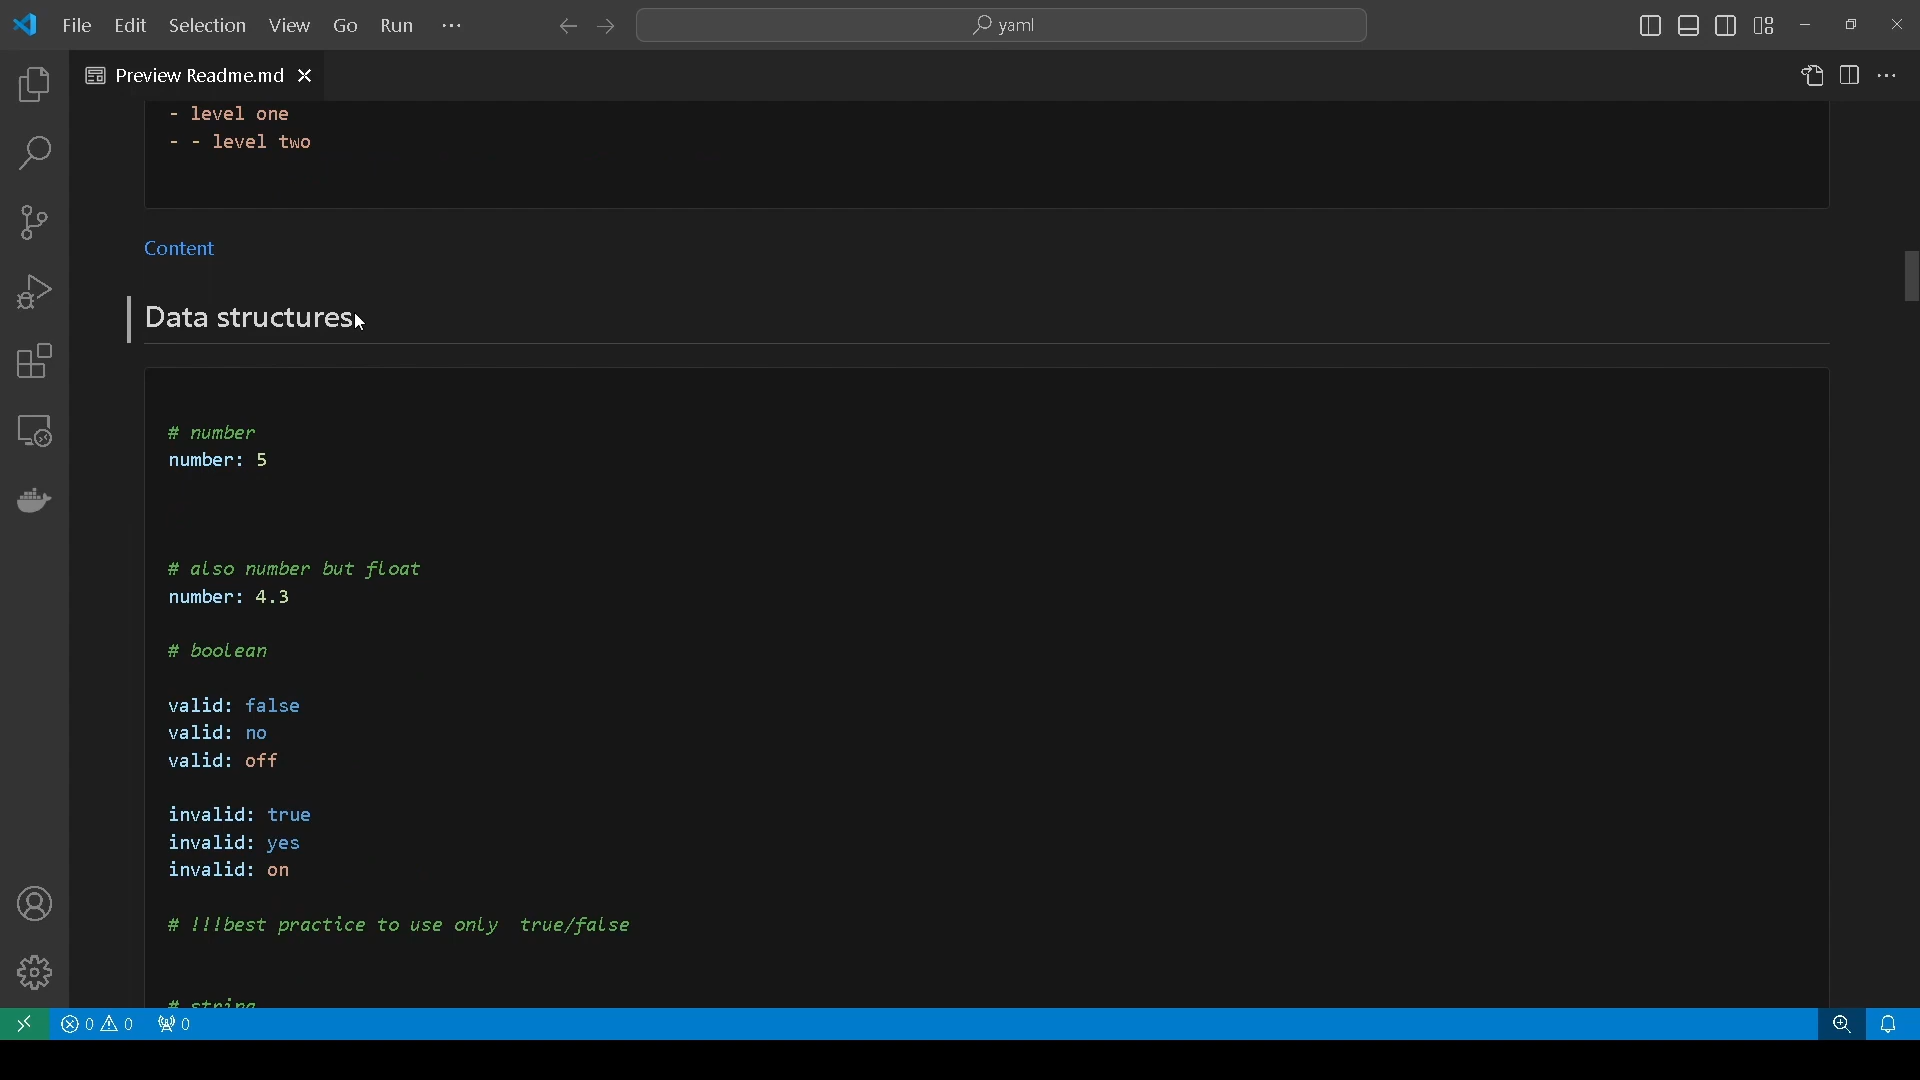 File Edit Selection View Go Run ··· yaml
Preview Readme.md
- level one
- - level two
Content
Data structures
# number
number: 5
# also number but float
number: 4.3
# boolean
valid: false
valid: no
valid: off
invalid: true
invalid: yes
invalid: on
# !!!best practice to use only  true/false
# string
0 0 0